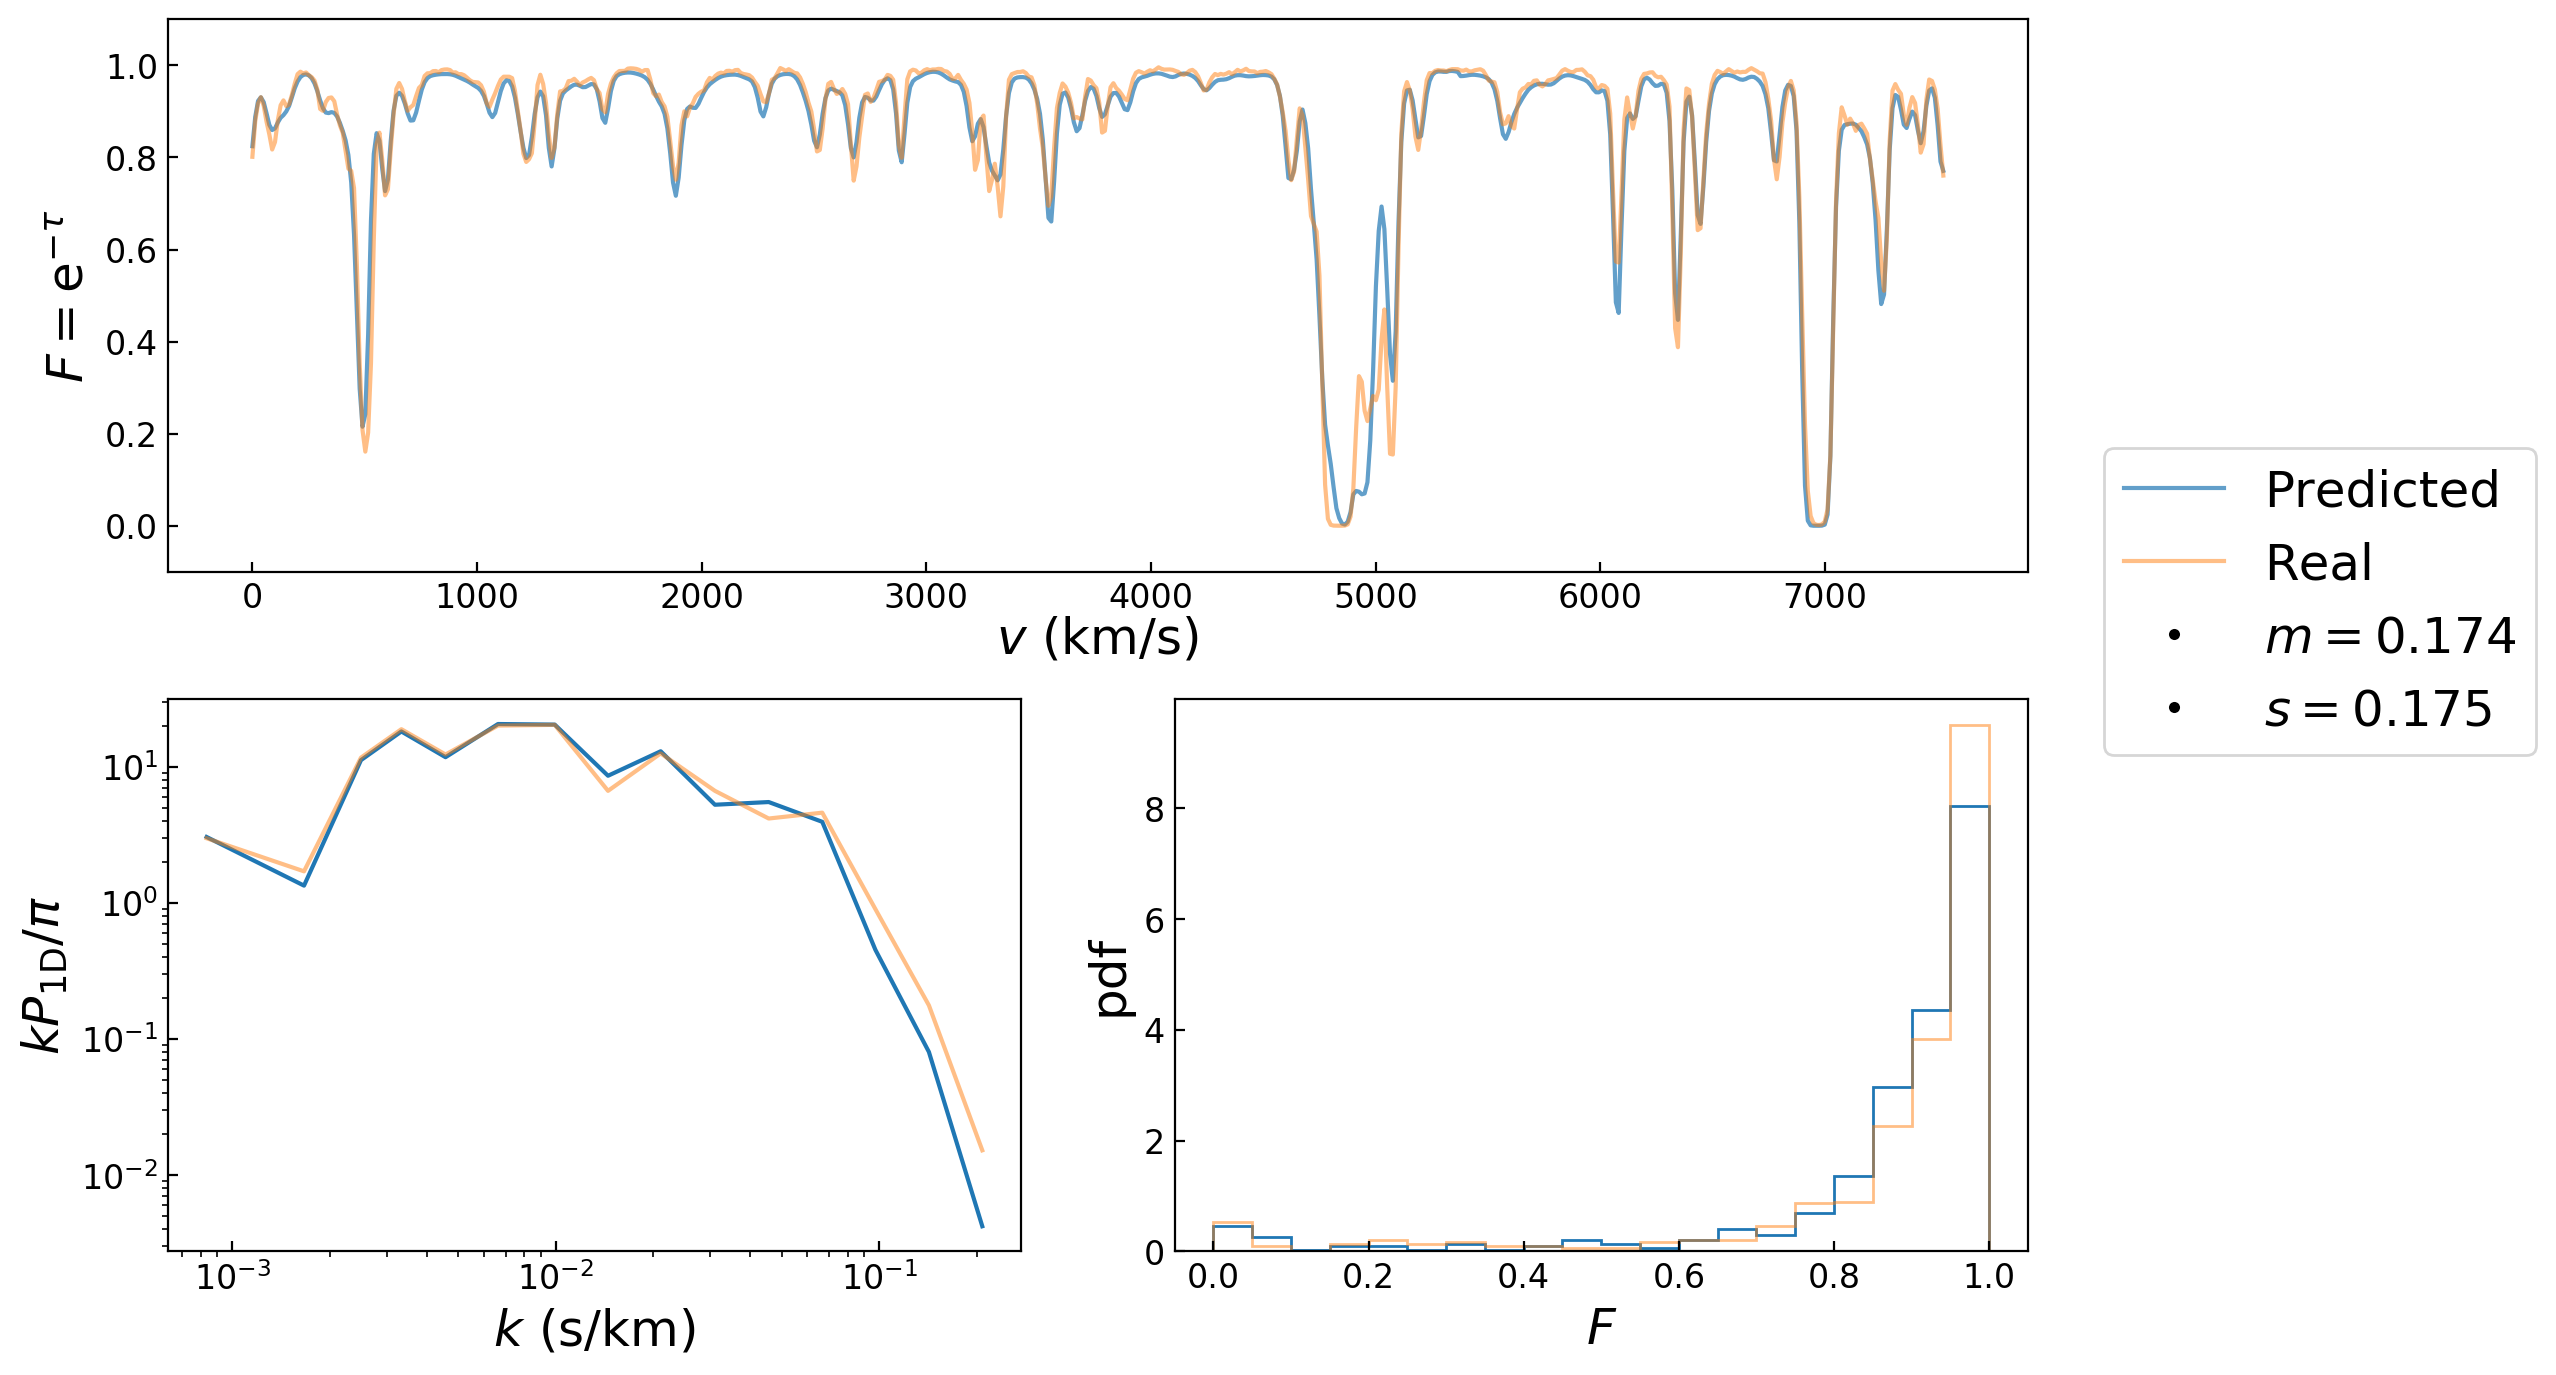 1.0
0.8
0.6
0.4
0.2
0.0
F = e^{−τ}
0 1000 2000 3000 4000 5000 6000 7000
v (km/s)
Predicted
Real
m = 0.174
s = 0.175
10^1
10^0
10^{−1}
10^{−2}
kP_{1D}/π
10^{−3} 10^{−2} 10^{−1}
k (s/km)
8
6
4
2
0
pdf
0.0 0.2 0.4 0.6 0.8 1.0
F